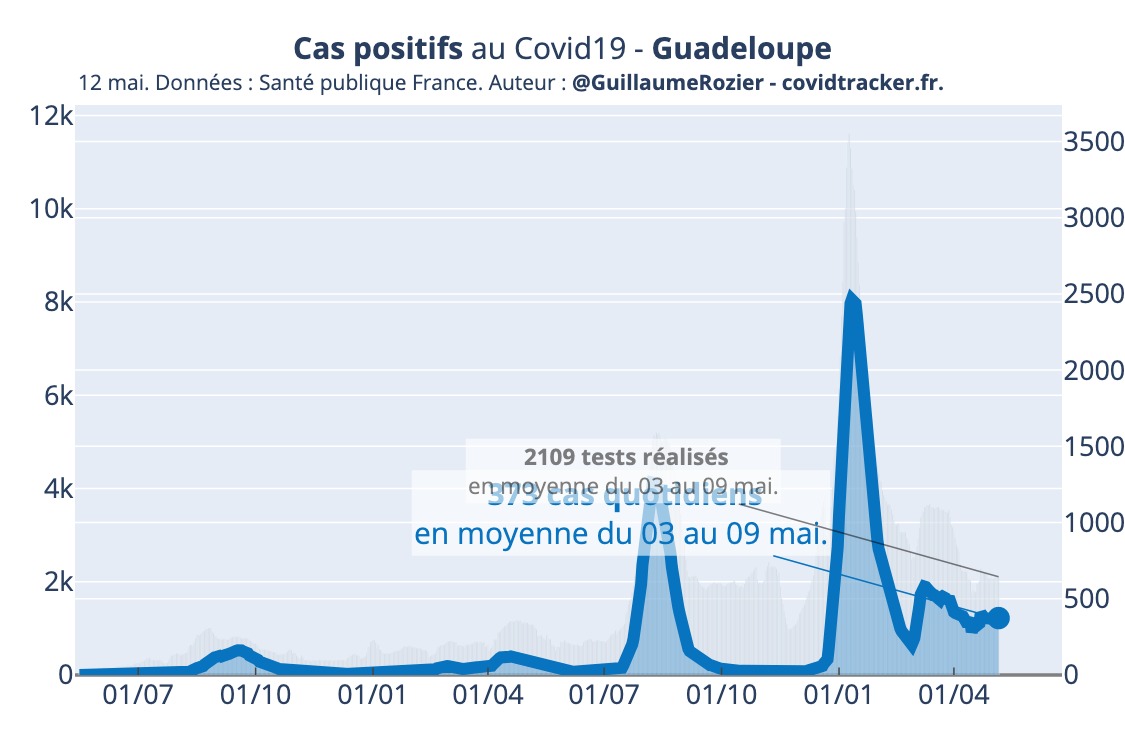 Cas positifs au Covid19 - Guadeloupe
12 mai. Données : Santé publique France. Auteur : @GuillaumeRozier - covidtracker.fr.
12k
10k
8k
6k
4k
2k
0
3500
3000
2500
2000
1500
1000
500
0
2109 tests réalisés
en moyenne du 03 au 09 mai.
373 cas quotidiens
en moyenne du 03 au 09 mai.
01/07 01/10 01/01 01/04 01/07 01/10 01/01 01/04